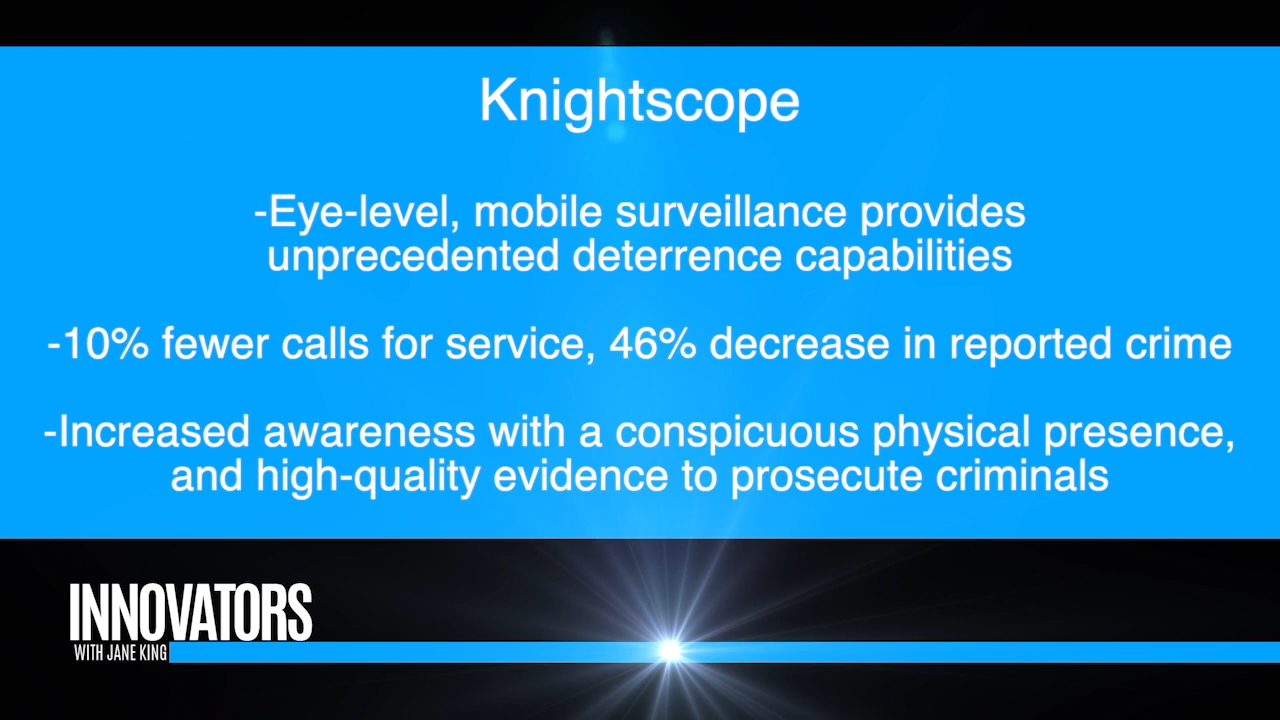 Knightscope
-Eye-level, mobile surveillance provides
unprecedented deterrence capabilities
-10% fewer calls for service, 46% decrease in reported crime
-Increased awareness with a conspicuous physical presence,
and high-quality evidence to prosecute criminals
INNOVATORS
WITH JANE KING